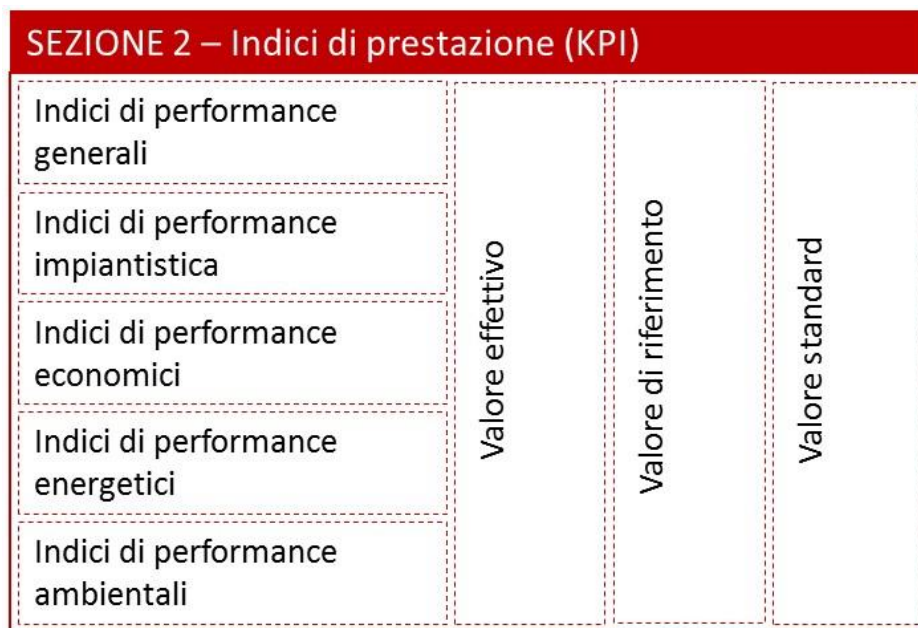 SEZIONE 2 – Indici di prestazione (KPI)
Indici di performance
generali
Indici di performance
impiantistica
Indici di performance
economici
Indici di performance
energetici
Indici di performance
ambientali
Valore effettivo
Valore di riferimento
Valore standard